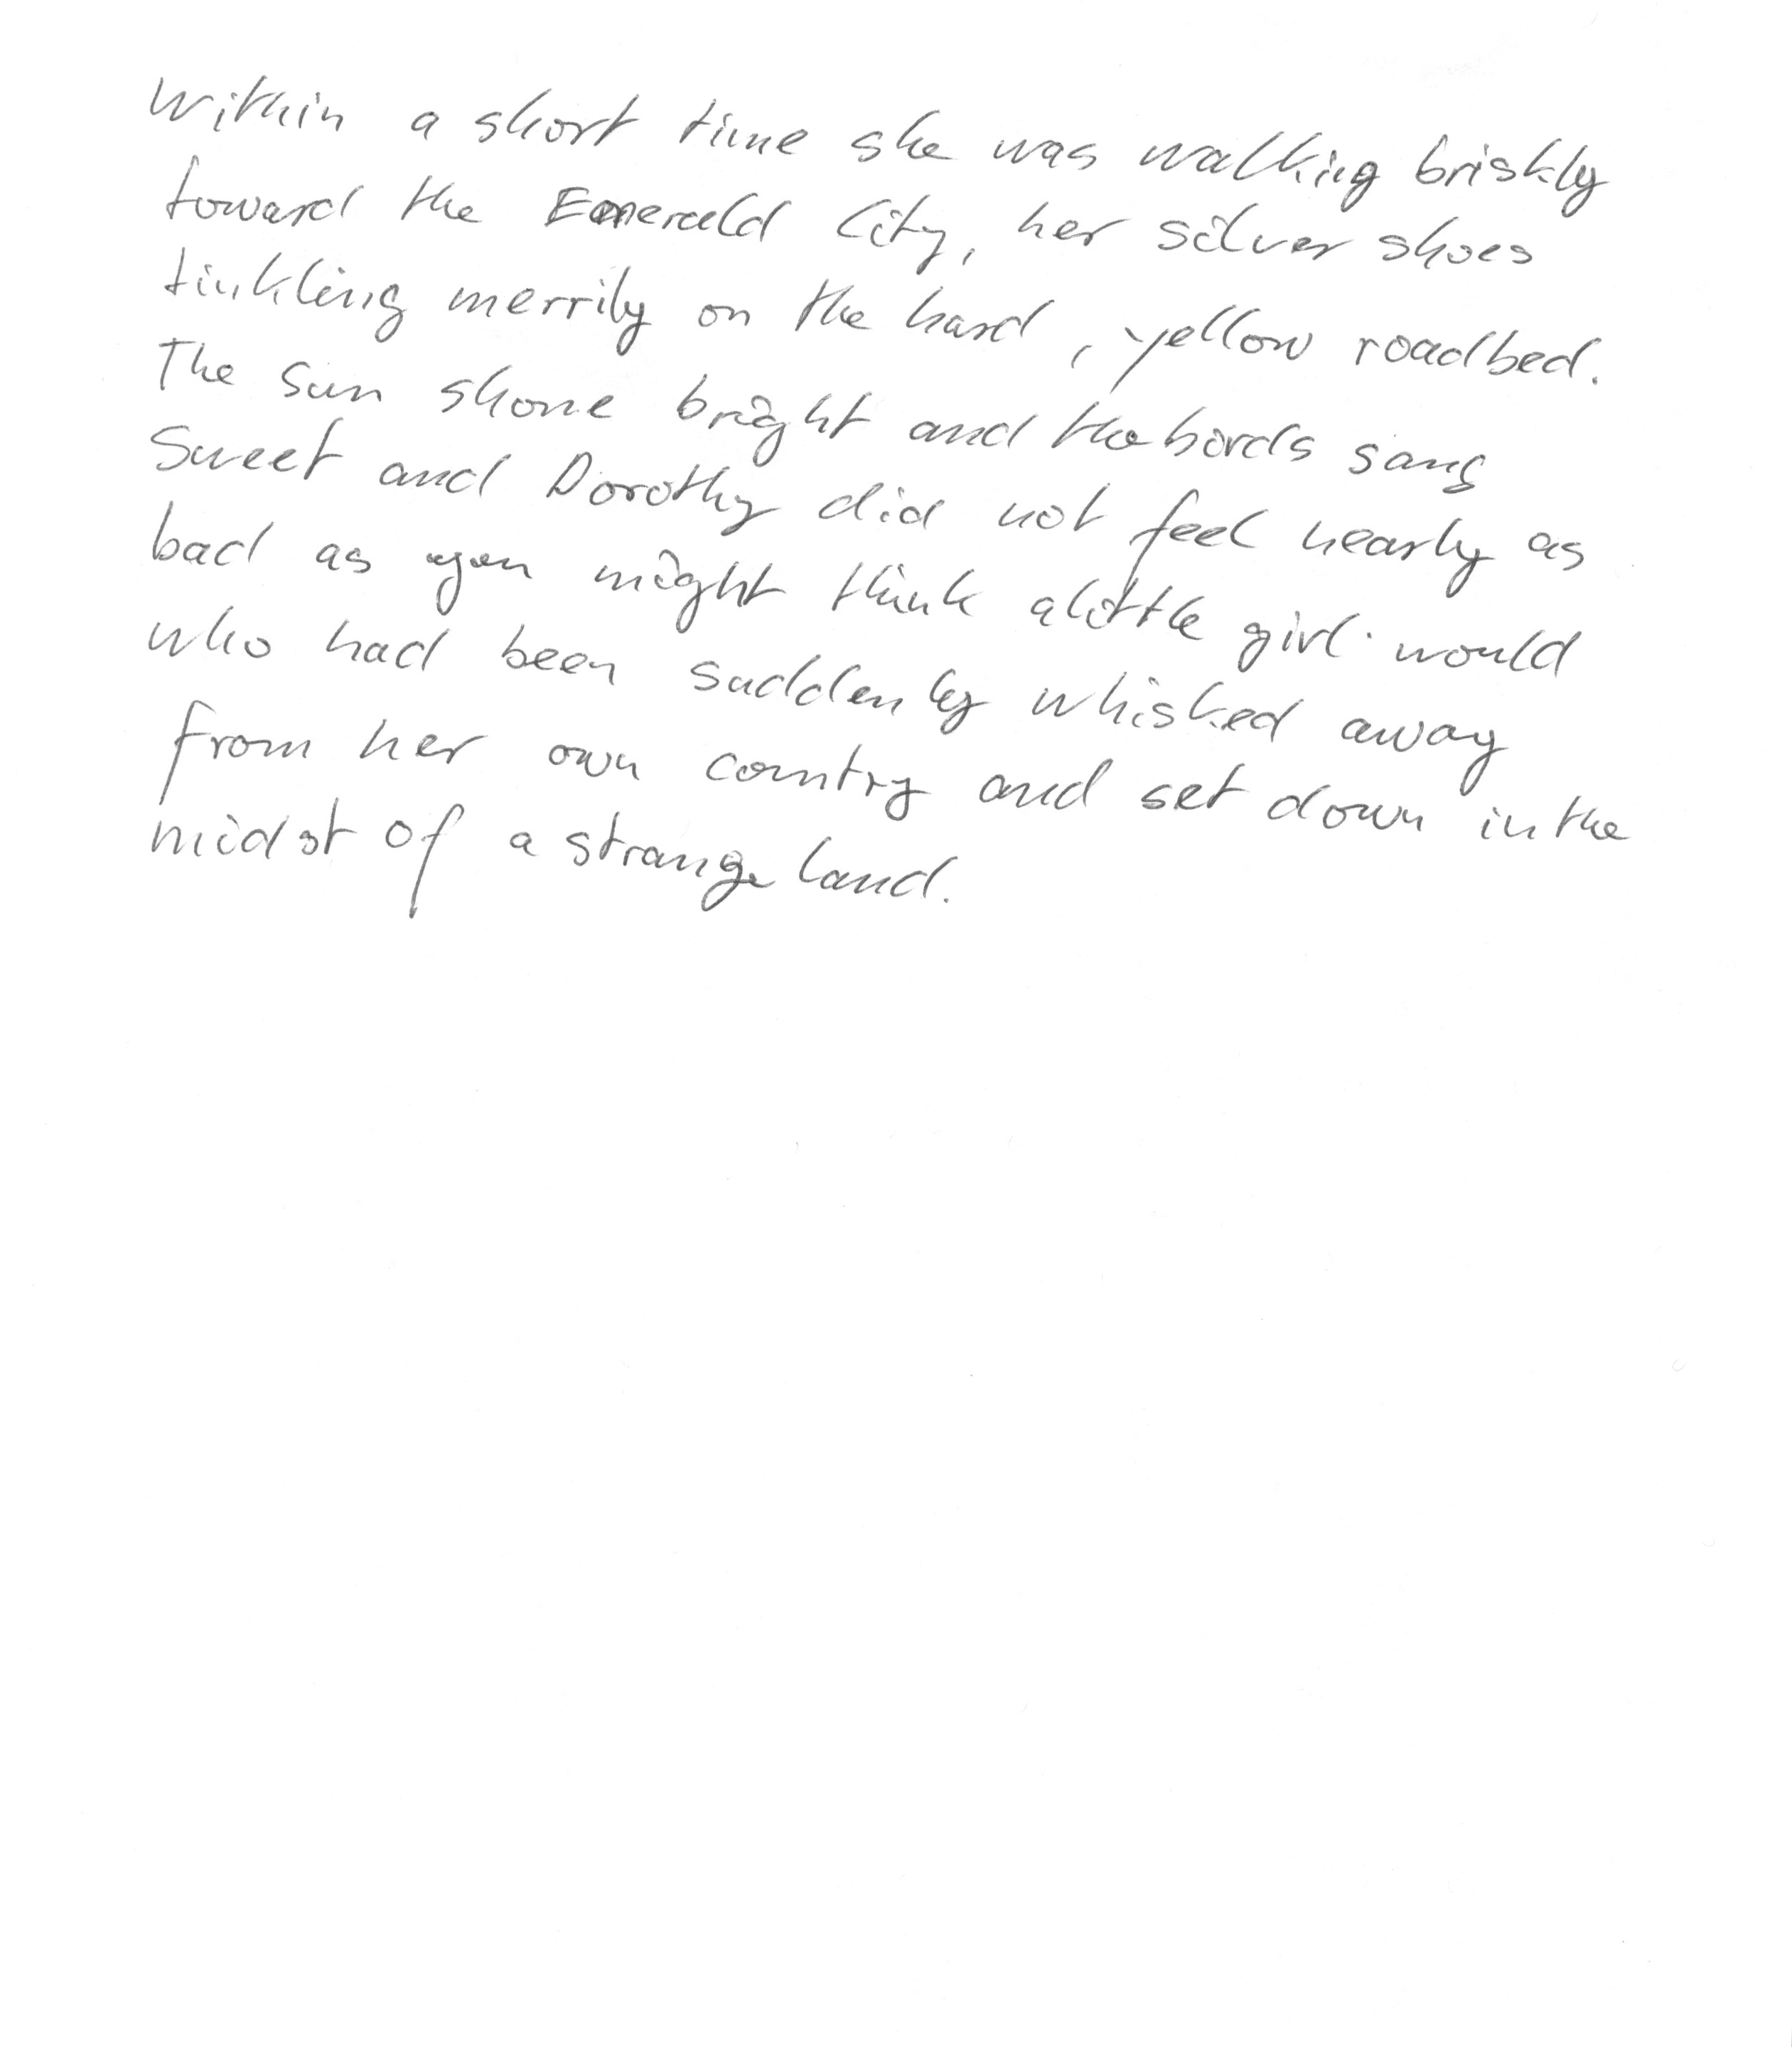 Within a short time she was walking briskly
toward the Emerald City, her silver shoes
tinkling merrily on the hard, yellow roadbed.
The sun shone bright and the birds sang
sweet and Dorothy did not feel nearly as
bad as you might think a little girl would
who had been suddenly whisked away
from her own country and set down in the
midst of a strange land.